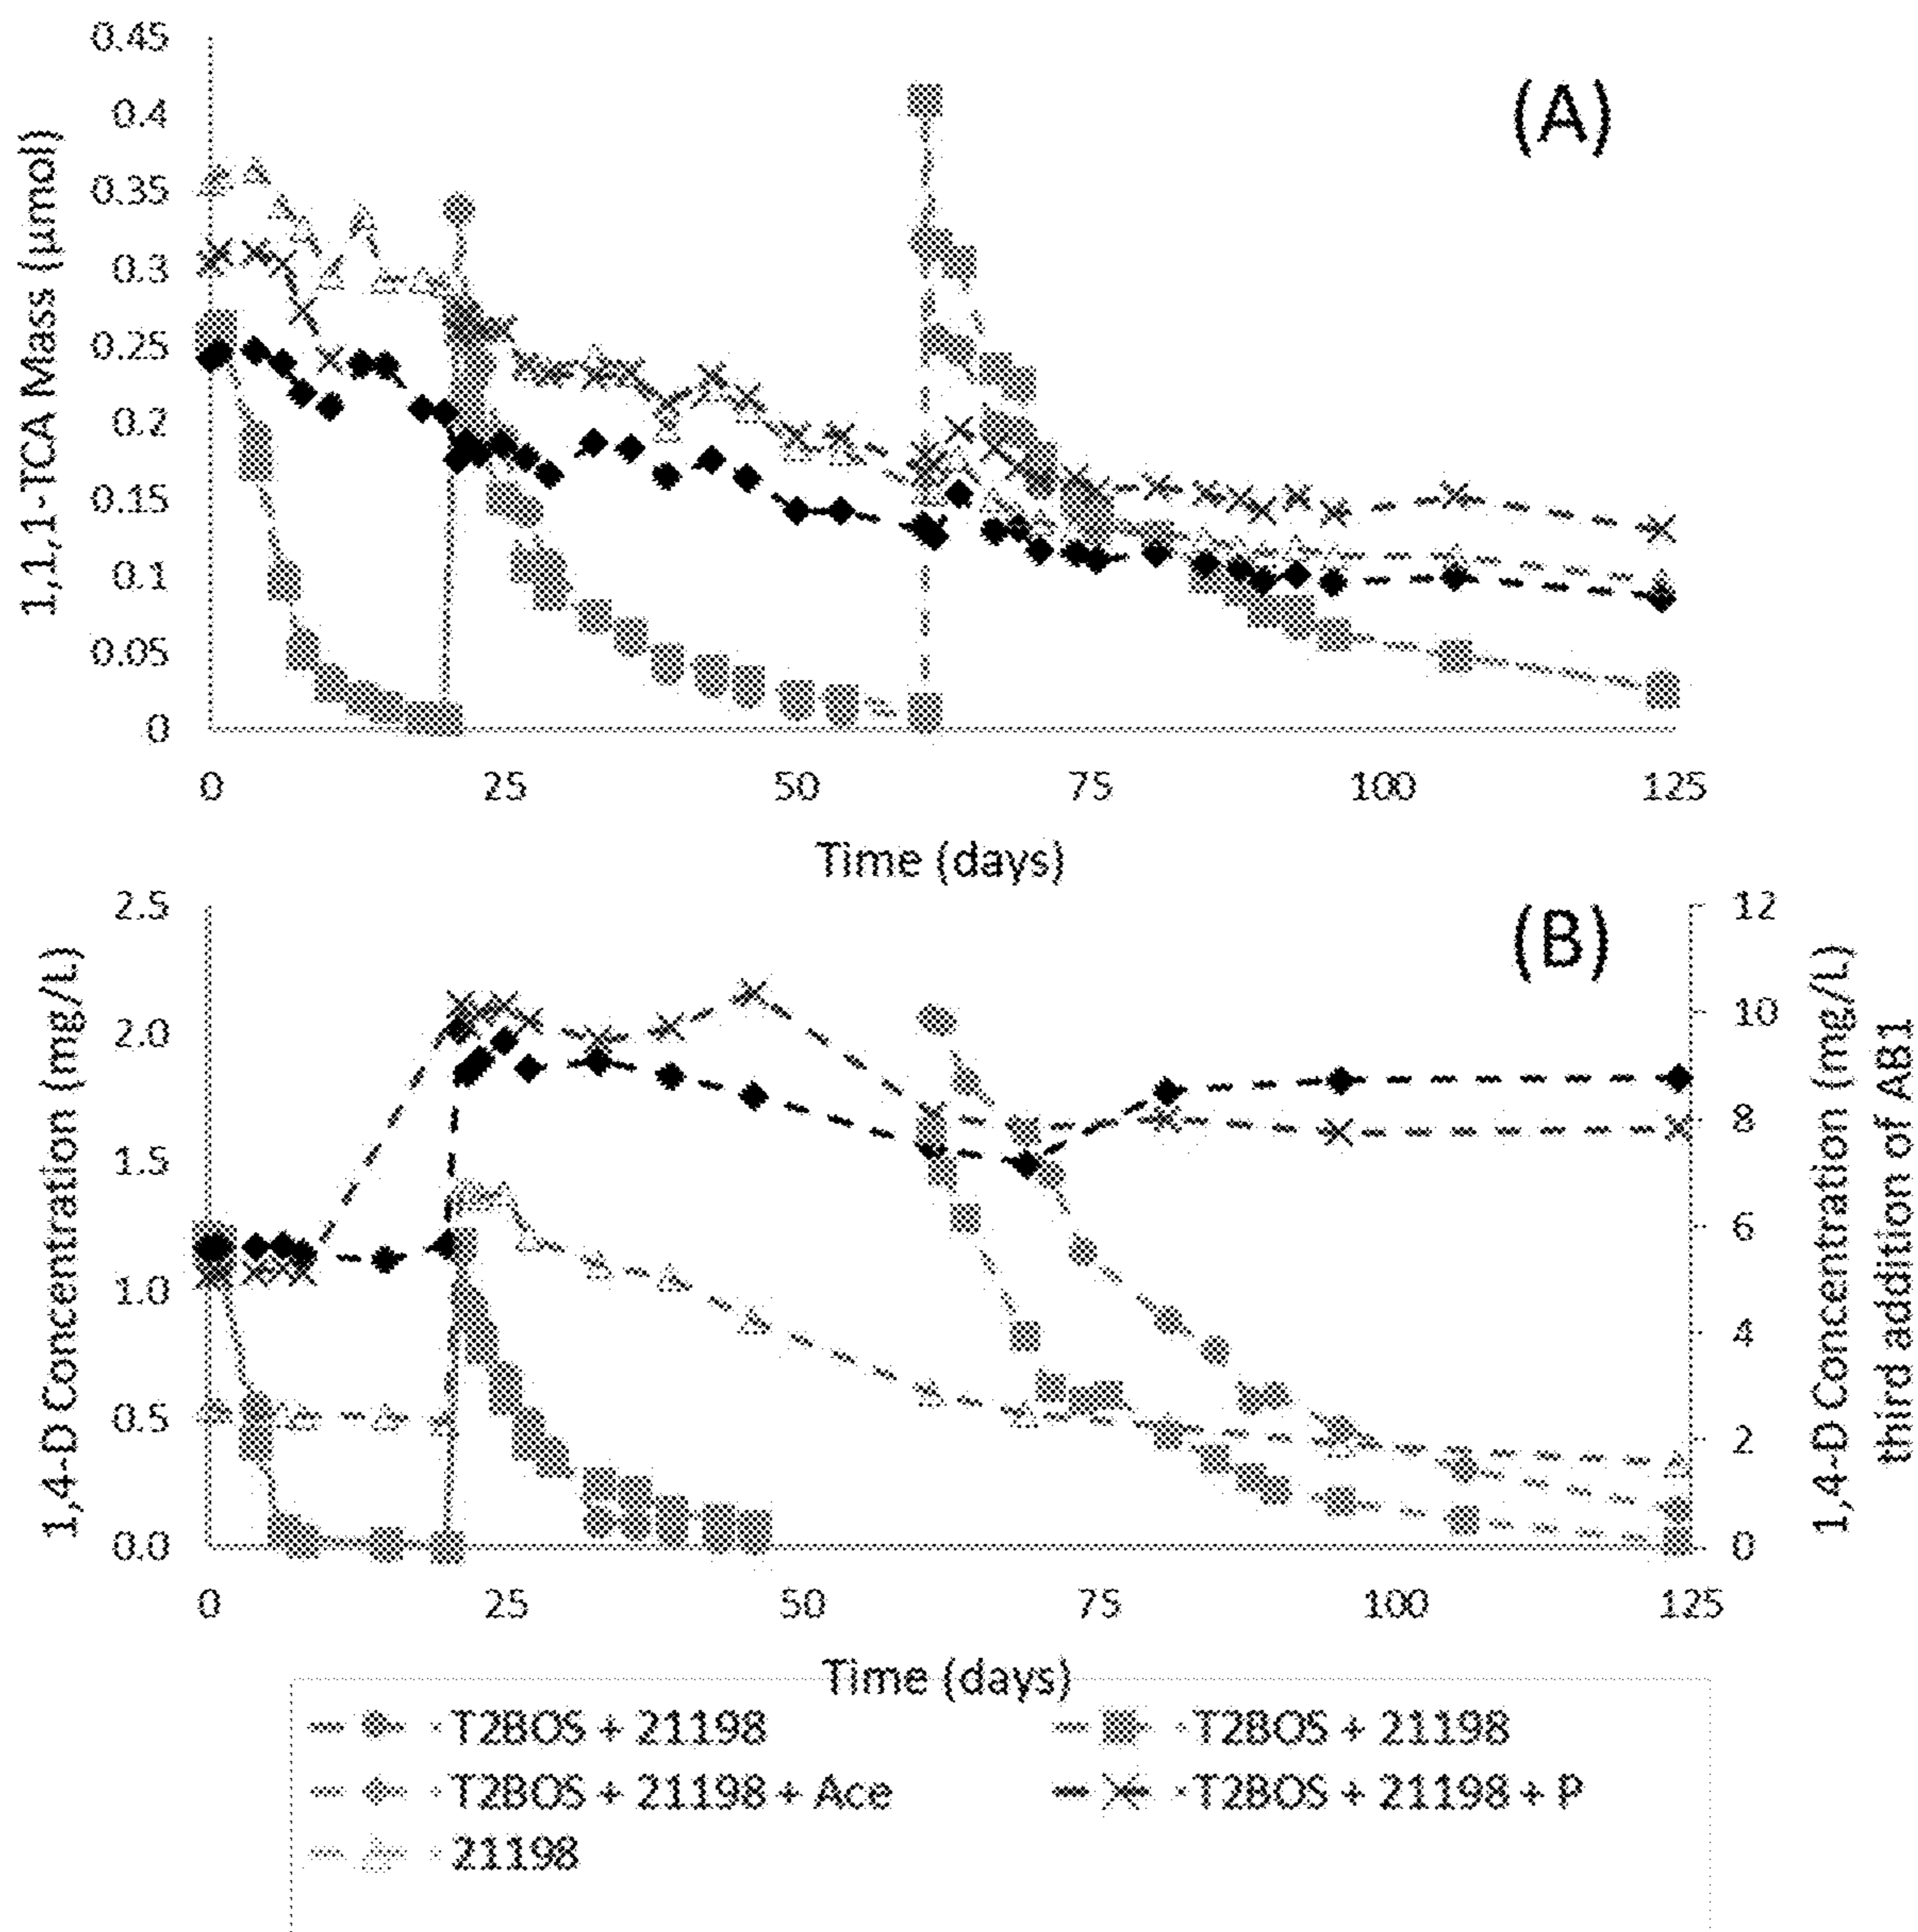 (A)
1,1,1-TCA Mass (µmol)
0.45
0.4
0.35
0.3
0.25
0.2
0.15
0.1
0.05
0
0 25 50 75 100 125
Time (days)
(B)
1,4-D Concentration (mg/L)
2.5
2.0
1.5
1.0
0.5
0.0
12
10
8
6
4
2
0
1,4-D Concentration (mg/L)
third addition of AB1
0 25 50 75 100 125
Time (days)
T2BOS + 21198 T2BOS + 21198
T2BOS + 21198 + Ace T2BOS + 21198 + P
21198